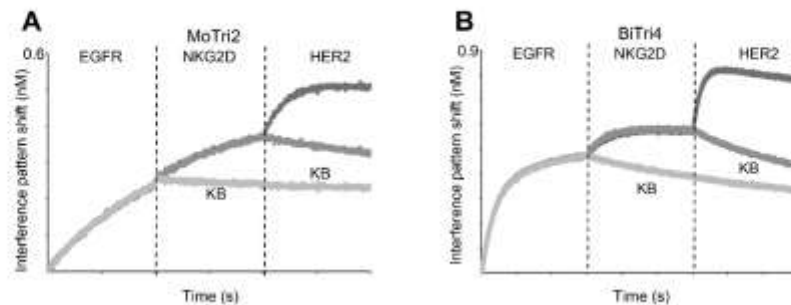 A
MoTri2
0.6
EGFR
NKG2D
HER2
KB
KB
Interference pattern shift (nM)
Time (s)
B
BiTri4
0.9
EGFR
NKG2D
HER2
KB
KB
Interference pattern shift (nM)
Time (s)